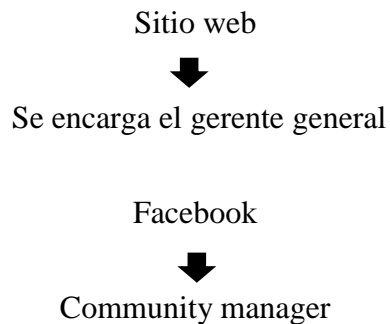 Sitio web
Se encarga el gerente general
Facebook
Community manager